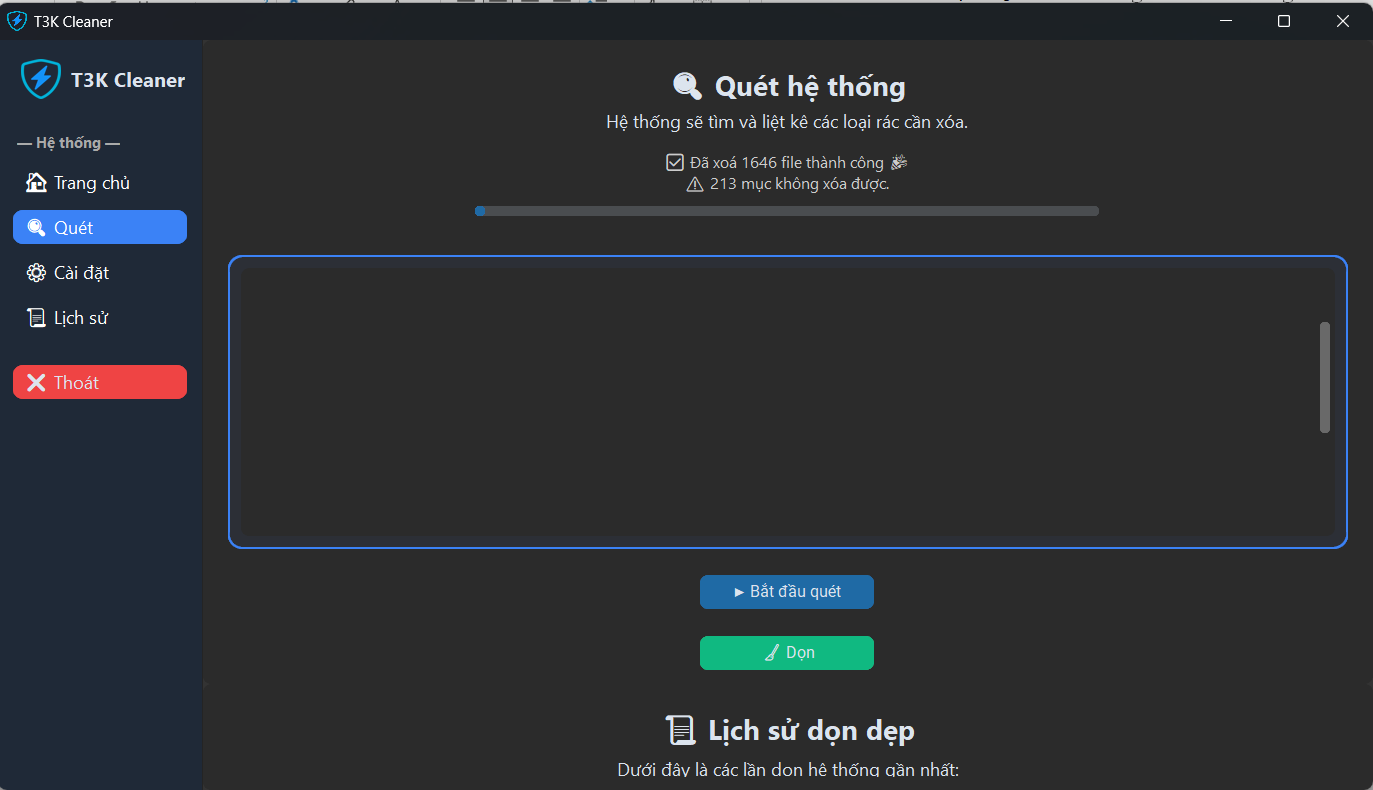 T3K Cleaner
T3K Cleaner
— Hệ thống —
Trang chủ
Quét
Cài đặt
Lịch sử
Thoát
Quét hệ thống
Hệ thống sẽ tìm và liệt kê các loại rác cần xóa.
Đã xoá 1646 file thành công
213 mục không xóa được.
Bắt đầu quét
Dọn
Lịch sử dọn dẹp
Dưới đây là các lần dọn hệ thống gần nhất: